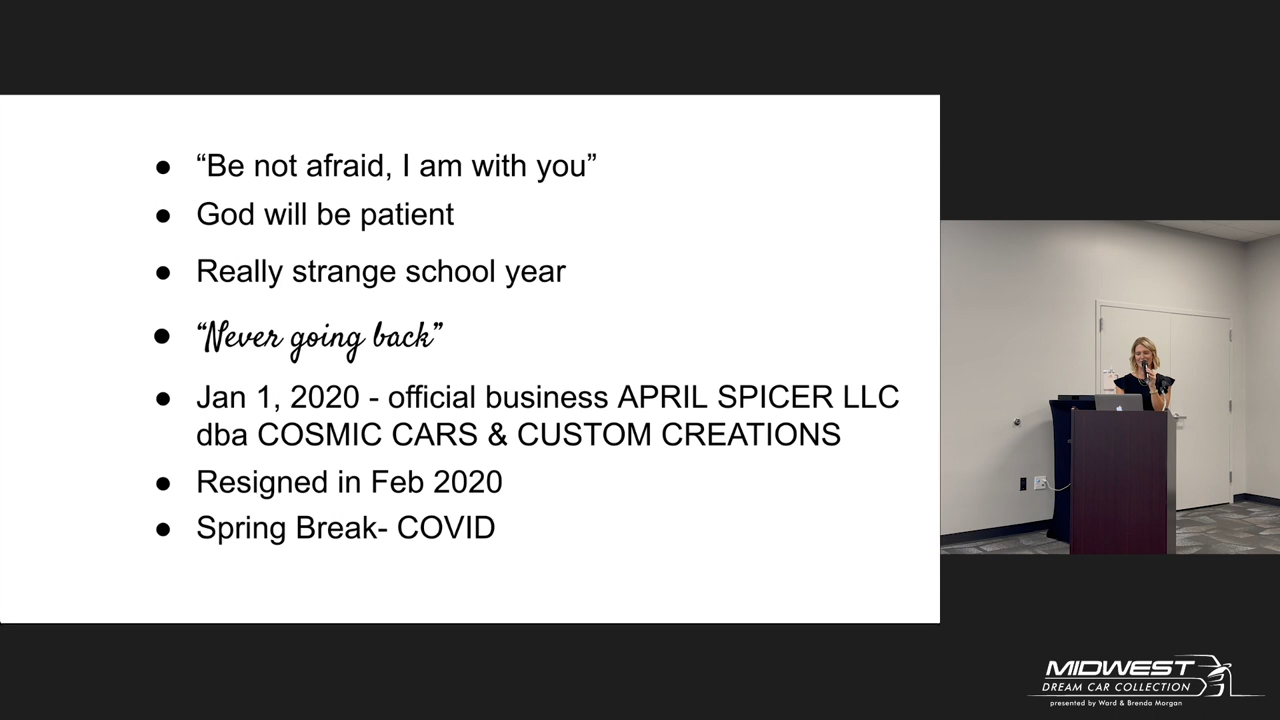 ● “Be not afraid, I am with you”
● God will be patient
● Really strange school year
● “Never going back”
● Jan 1, 2020 - official business APRIL SPICER LLC
dba COSMIC CARS & CUSTOM CREATIONS
● Resigned in Feb 2020
● Spring Break- COVID
MIDWEST
DREAM CAR COLLECTION
presented by Ward & Brenda Morgan